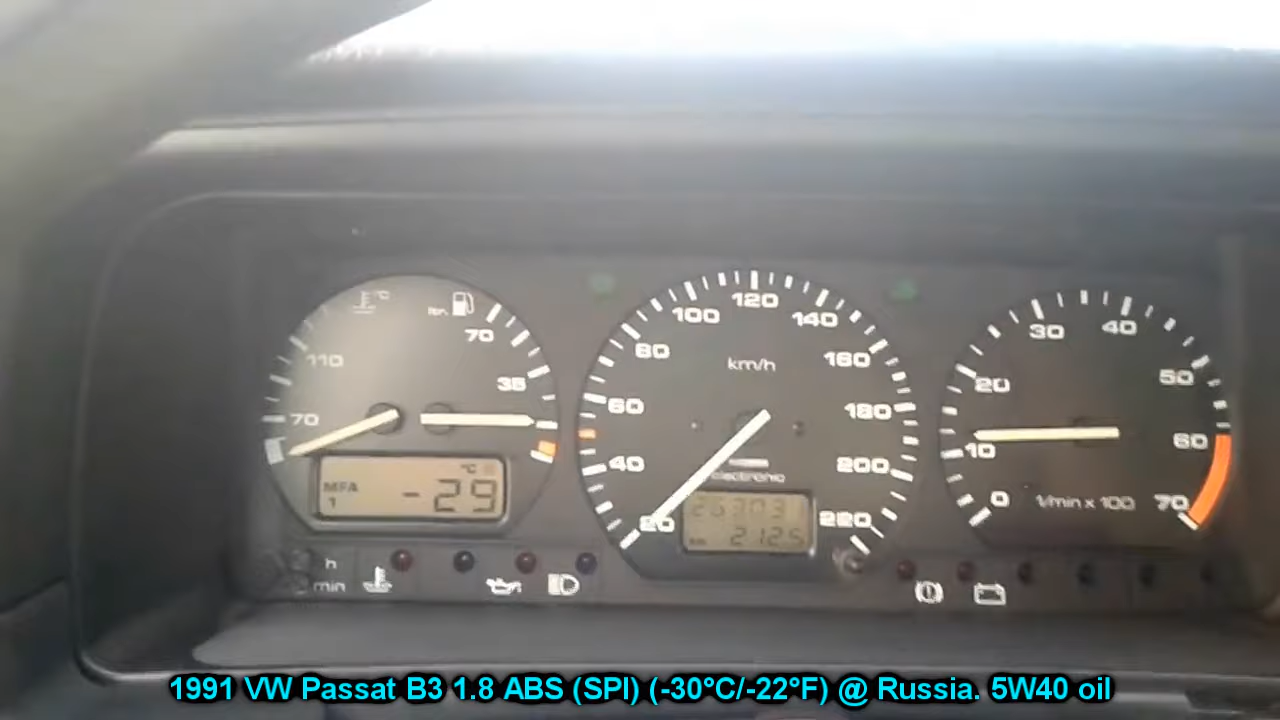 °C
ltr.
70
110
35
70
°C
MFA
1
-29
h
min
120
100
140
80
160
km/h
60
180
40
200
electronic
20
220
26303
km 2125
30
40
20
50
10
60
0
1/min x 100
70
1991 VW Passat B3 1.8 ABS (SPI) (-30°C/-22°F) @ Russia. 5W40 oil